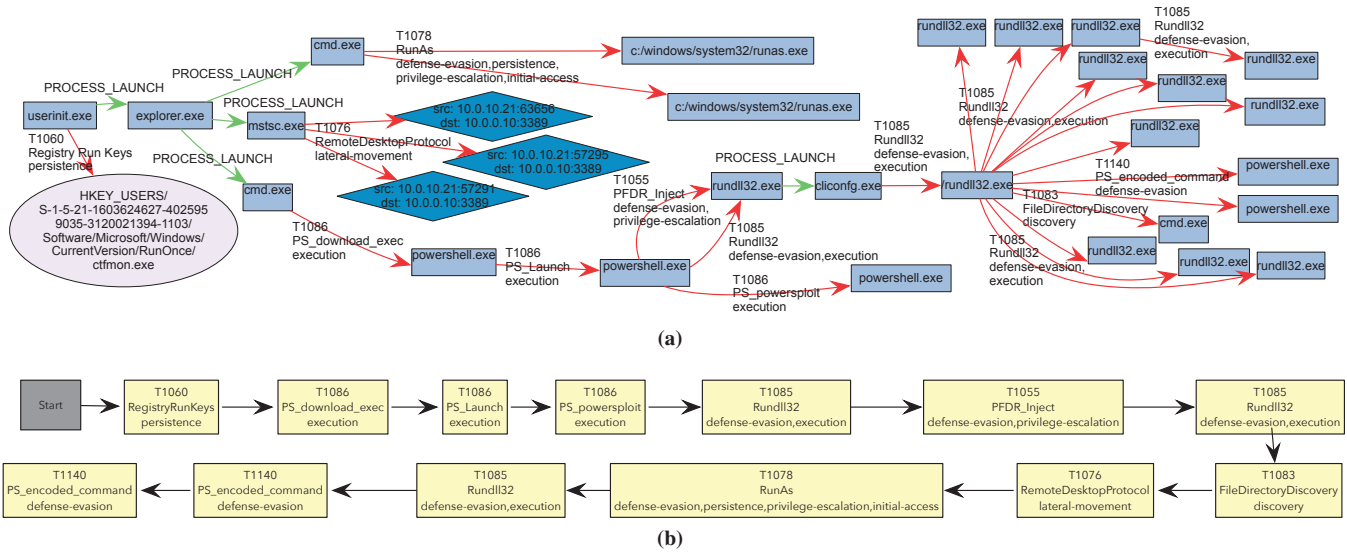 rundll32.exe
rundll32.exe
rundll32.exe
T1085
Rundll32
defense-evasion,
execution
rundll32.exe
cmd.exe
T1078
RunAs
defense-evasion,persistence,
privilege-escalation,initial-access
c:/windows/system32/runas.exe
c:/windows/system32/runas.exe
rundll32.exe
rundll32.exe
rundll32.exe
T1085
Rundll32
defense-evasion,execution
PROCESS_LAUNCH
PROCESS_LAUNCH
PROCESS_LAUNCH
userinit.exe
explorer.exe
mstsc.exe
src: 10.0.10.21:63656
dst: 10.0.0.10:3389
T1060
Registry Run Keys
persistence
PROCESS_LAUNCH
T1076
RemoteDesktopProtocol
lateral-movement
src: 10.0.10.21:57295
dst: 10.0.0.10:3389
src: 10.0.10.21:57291
dst: 10.0.0.10:3389
cmd.exe
HKEY_USERS/
S-1-5-21-1603624627-402595
9035-3120021394-1103/
Software/Microsoft/Windows/
CurrentVersion/RunOnce/
ctfmon.exe
T1086
PS_download_exec
execution
powershell.exe
T1086
PS_Launch
execution
powershell.exe
T1055
PFDR_Inject
defense-evasion,
privilege-escalation
T1085
Rundll32
defense-evasion,execution
T1086
PS_powersploit
execution
powershell.exe
rundll32.exe
PROCESS_LAUNCH
cliconfg.exe
T1085
Rundll32
defense-evasion,
execution
/rundll32.exe
rundll32.exe
T1140
PS_encoded_command
defense-evasion
powershell.exe
powershell.exe
T1083
FileDirectoryDiscovery
discovery
cmd.exe
T1085
Rundll32
defense-evasion,
execution
rundll32.exe
rundll32.exe
rundll32.exe
(a)
Start
T1060
RegistryRunKeys
persistence
T1086
PS_download_exec
execution
T1086
PS_Launch
execution
T1086
PS_powersploit
execution
T1085
Rundll32
defense-evasion,execution
T1055
PFDR_Inject
defense-evasion,privilege-escalation
T1085
Rundll32
defense-evasion,execution
T1140
PS_encoded_command
defense-evasion
T1140
PS_encoded_command
defense-evasion
T1085
Rundll32
defense-evasion,execution
T1078
RunAs
defense-evasion,persistence,privilege-escalation,initial-access
T1076
RemoteDesktopProtocol
lateral-movement
T1083
FileDirectoryDiscovery
discovery
(b)